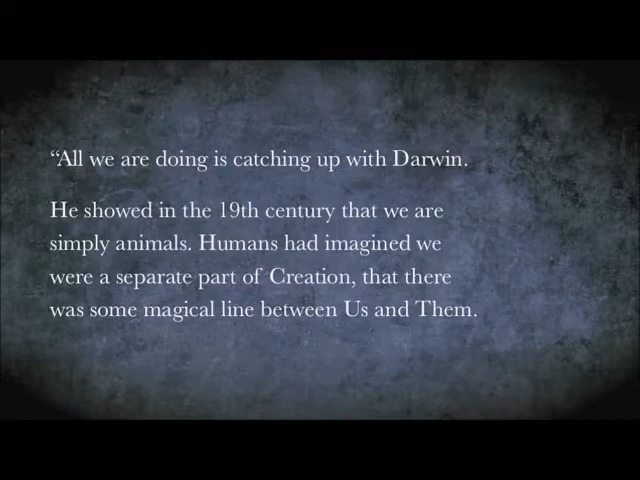 “All we are doing is catching up with Darwin.
He showed in the 19th century that we are
simply animals. Humans had imagined we
were a separate part of Creation, that there
was some magical line between Us and Them.